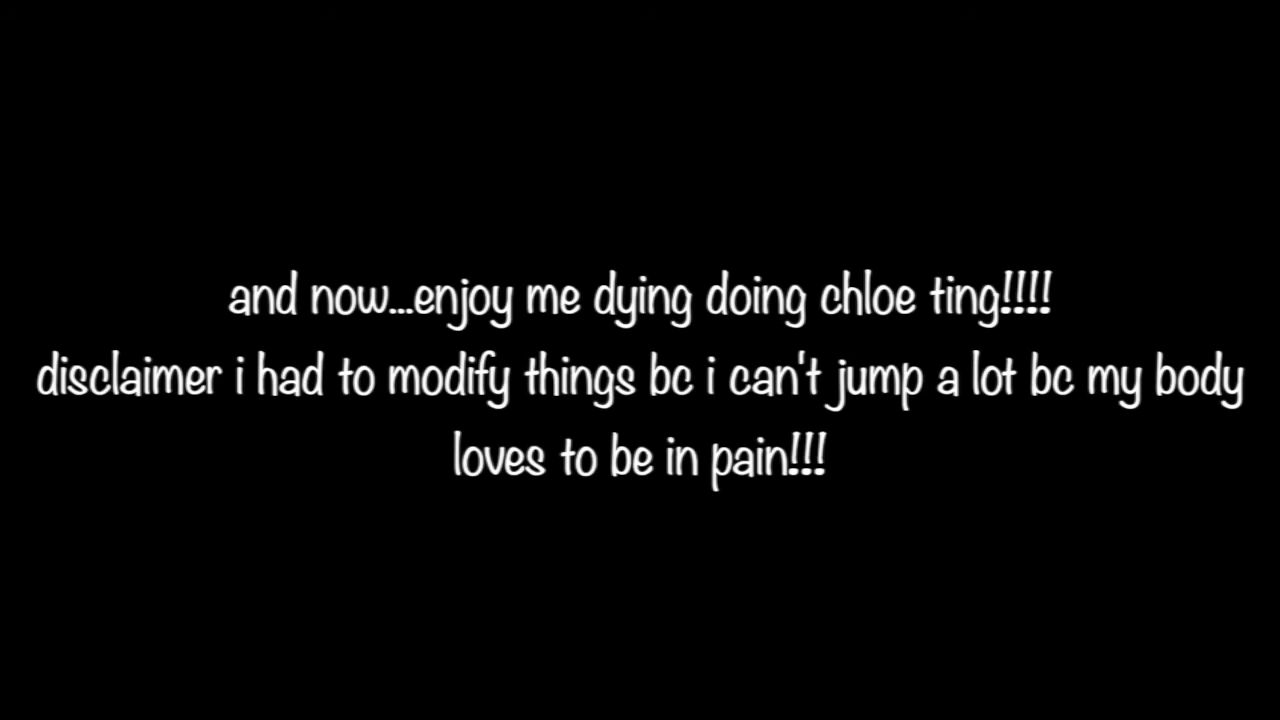 and now...enjoy me dying doing chloe ting!!!!
disclaimer i had to modify things bc i can't jump a lot bc my body
loves to be in pain!!!